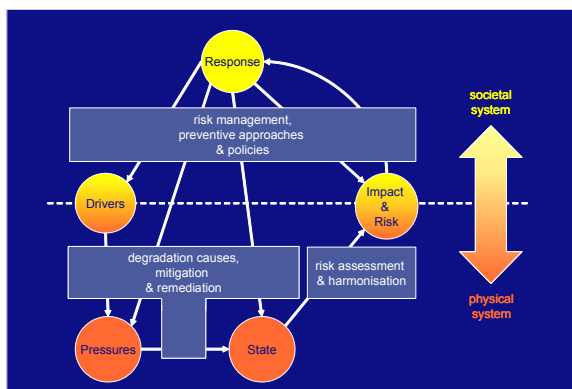 Response
societal
system
risk management,
preventive approaches
& policies
Drivers
Impact
&
Risk
degradation causes,
mitigation
& remediation
risk assessment
& harmonisation
physical
system
Pressures
State